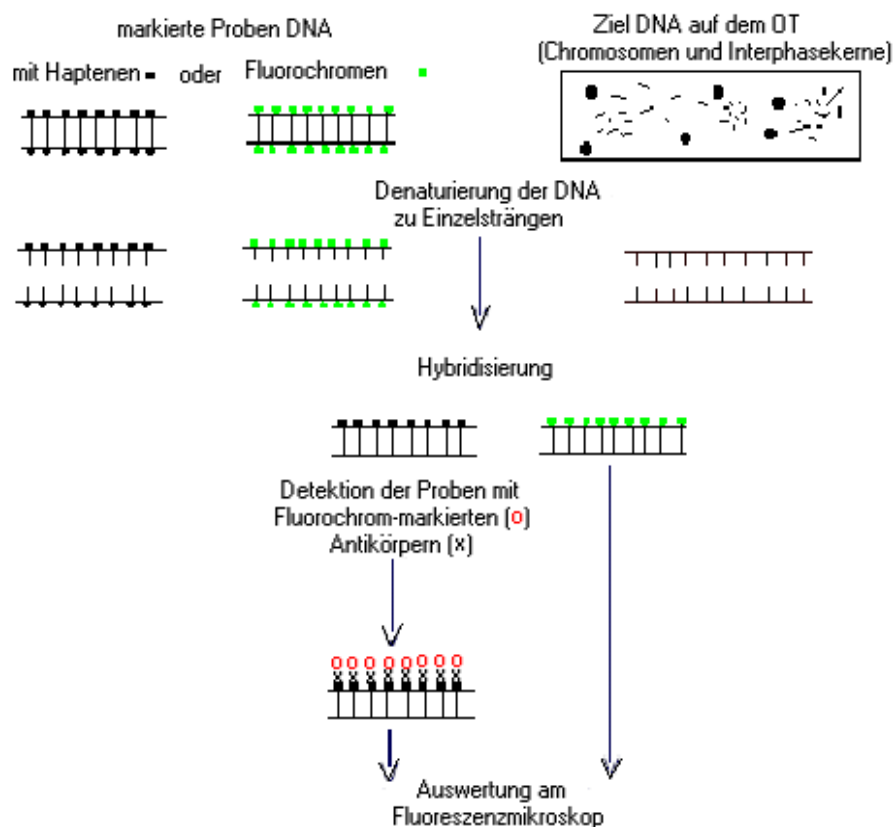 markierte Proben DNA
mit Haptenen oder Fluorochromen
Ziel DNA auf dem OT
(Chromosomen und Interphasekerne)
Denaturierung der DNA
zu Einzelsträngen
Hybridisierung
Detektion der Proben mit
Fluorochrom-markierten (o)
Antikörpern (x)
o o o o o o o o
x x x x x x x x
Auswertung am
Fluoreszenzmikroskop